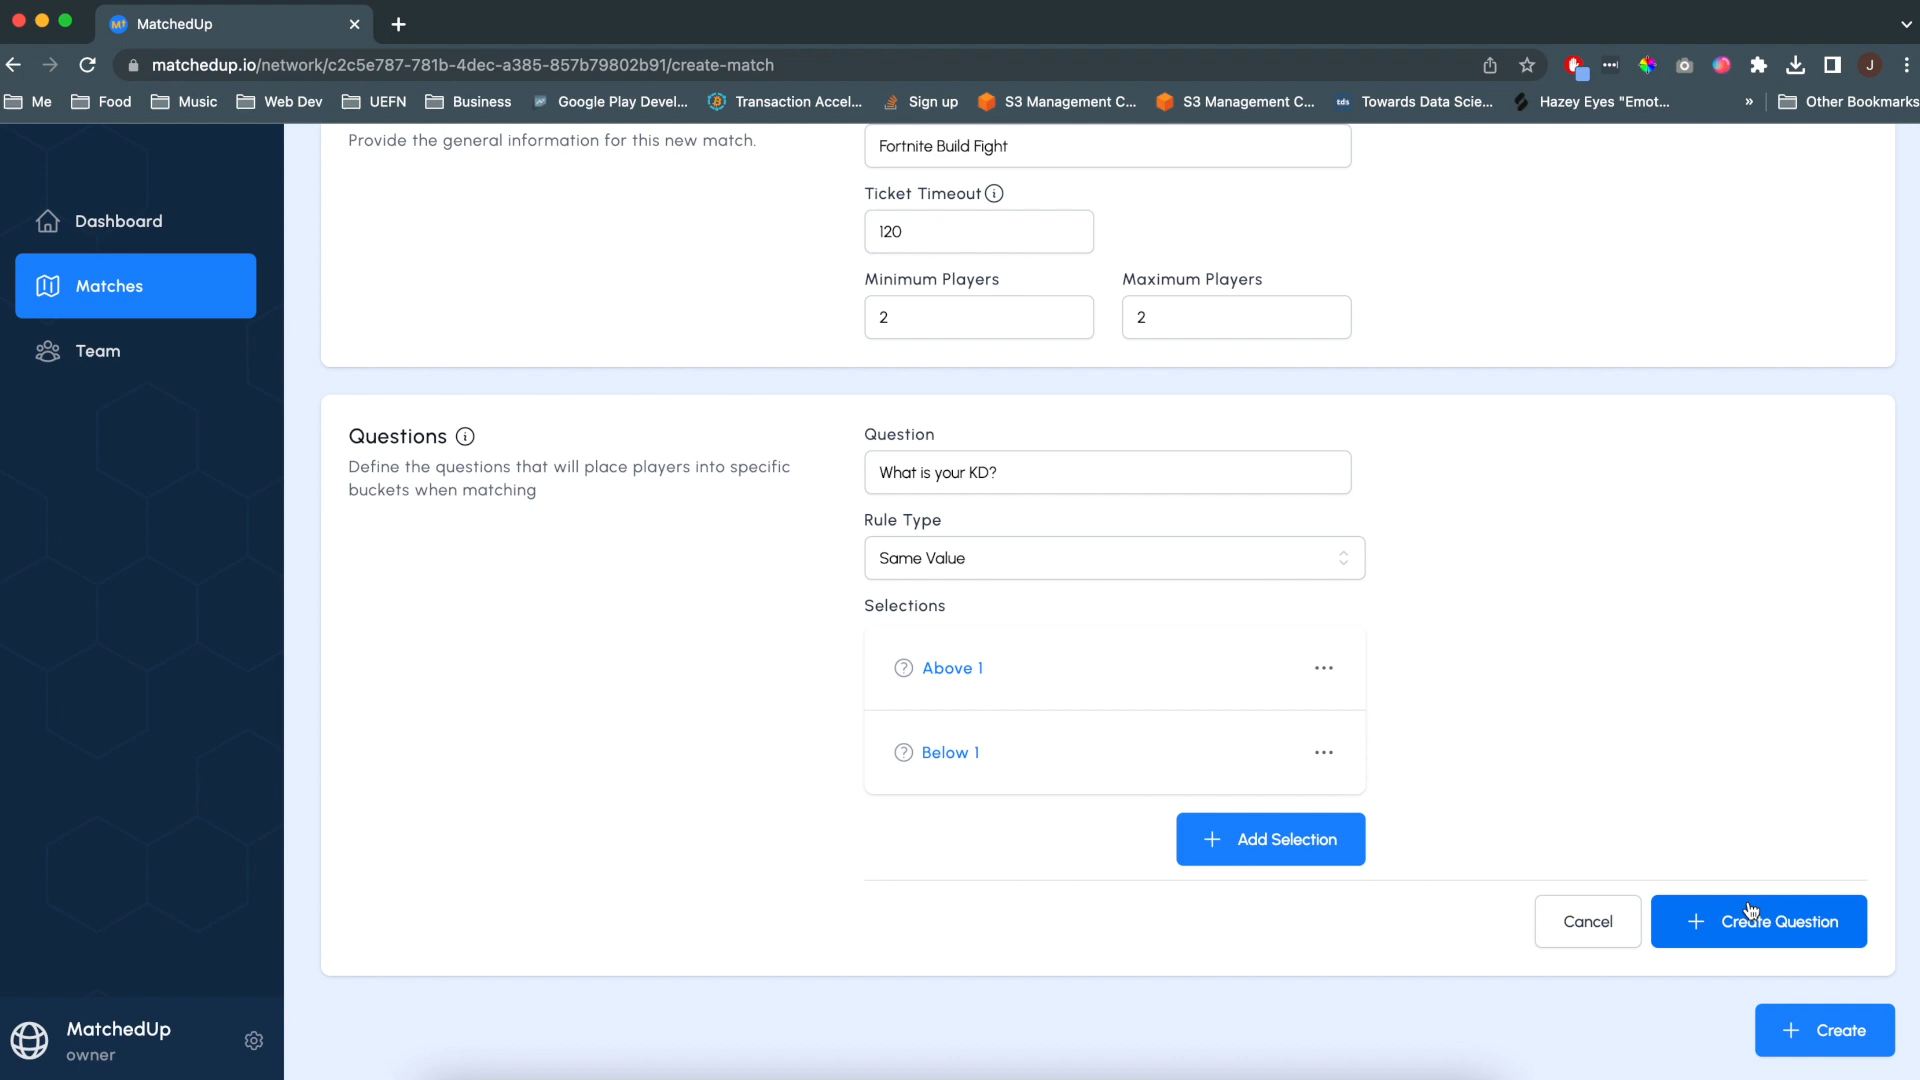 MatchedUp
matchedup.io/network/c2c5e787-781b-4dec-a385-857b79802b91/create-match
J
Me
Food
Music
Web Dev
UEFN
Business
Google Play Devel...
Transaction Accel...
Sign up
S3 Management C...
S3 Management C...
tds
Towards Data Scie...
Hazey Eyes "Emot...
»
Other Bookmarks
Dashboard
Matches
Team
MatchedUp
owner
Provide the general information for this new match.
Fortnite Build Fight
Ticket Timeout
120
Minimum Players
Maximum Players
2
2
Questions
Define the questions that will place players into specific
buckets when matching
Question
What is your KD?
Rule Type
Same Value
Selections
Above 1
Below 1
+ Add Selection
Cancel
+ Create Question
+ Create